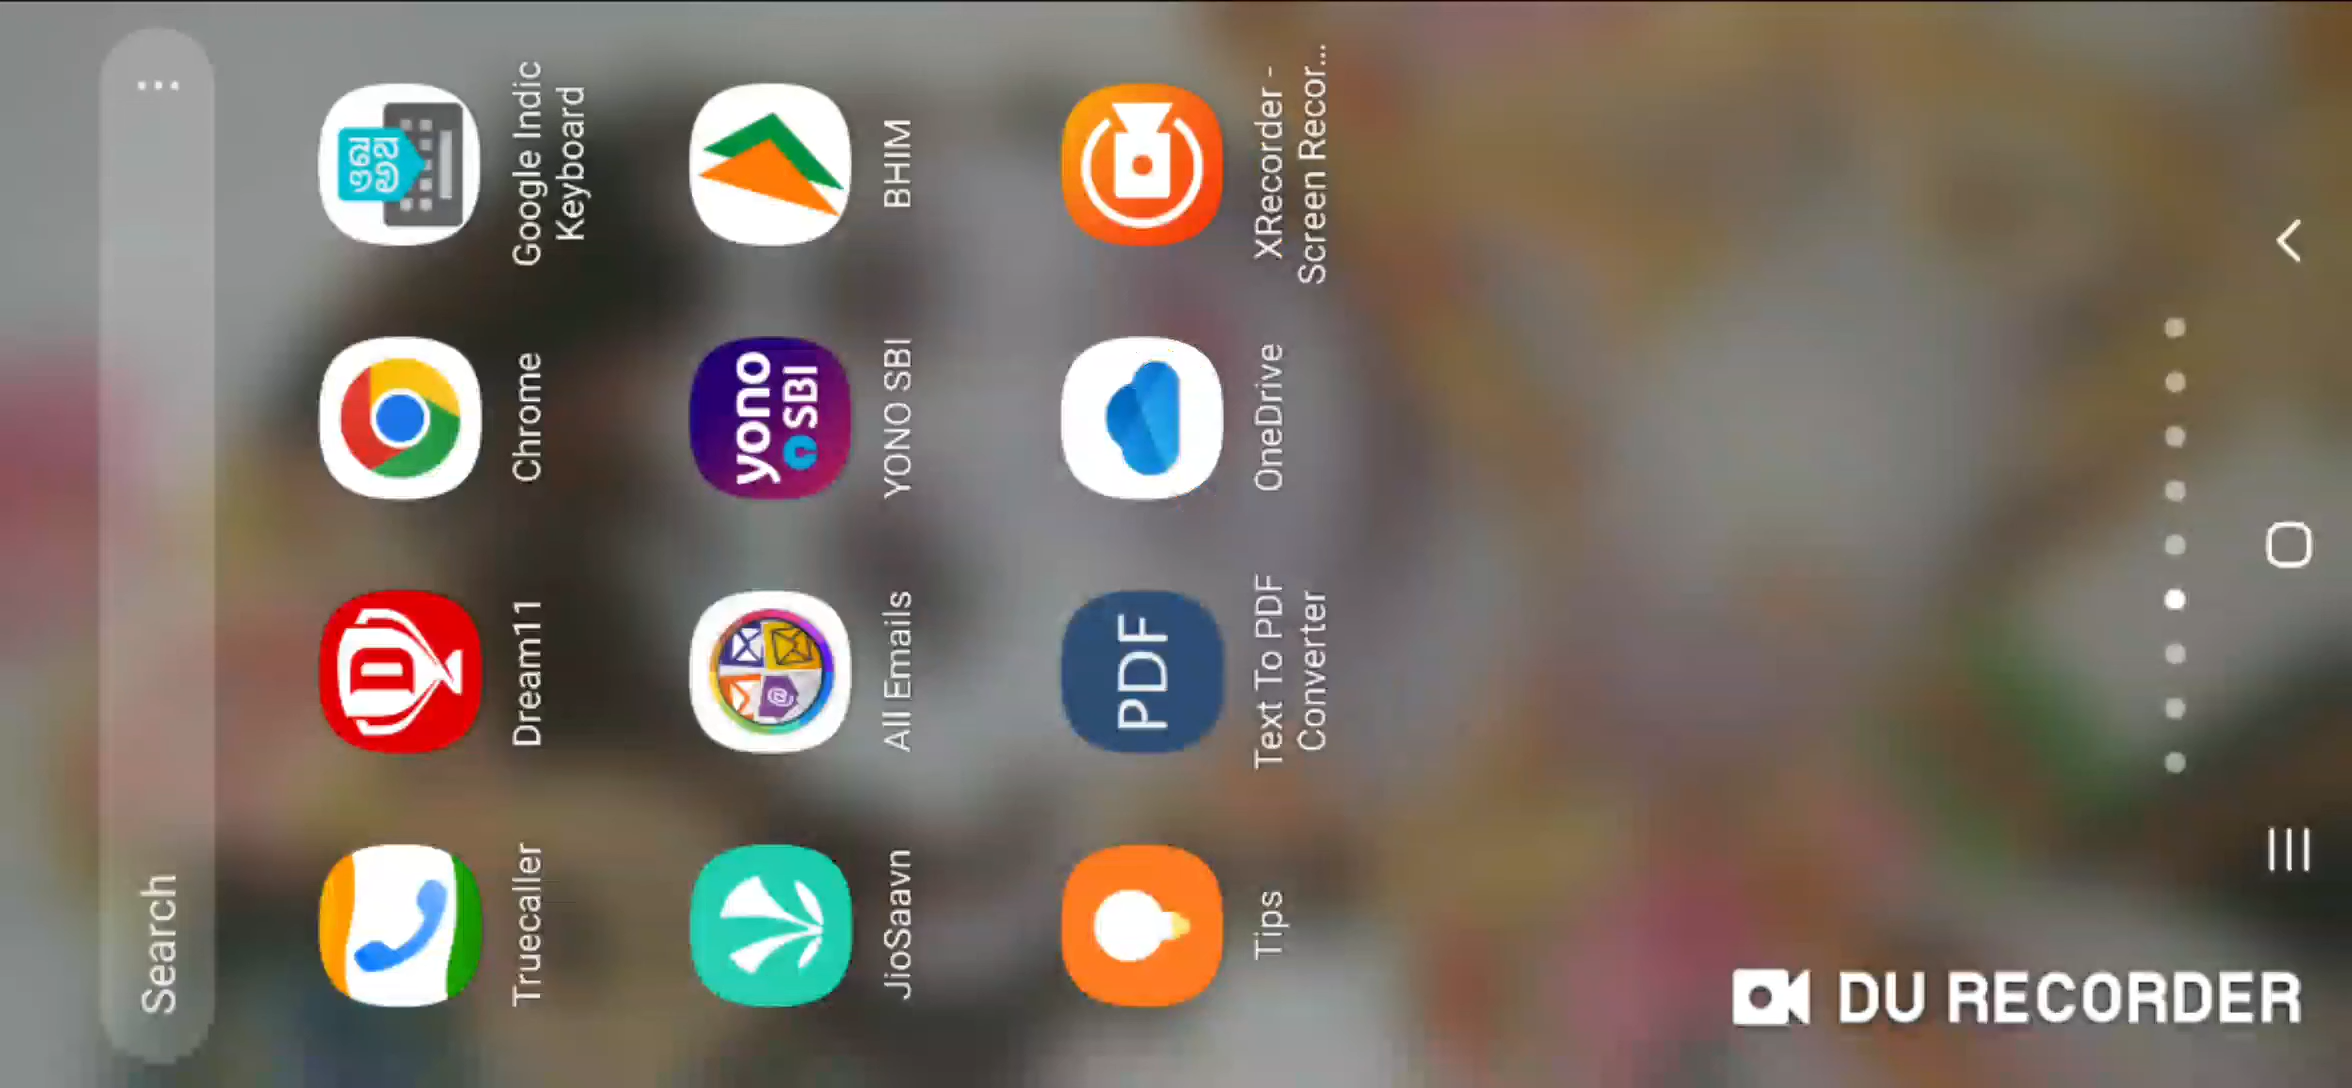 Search
Truecaller
Dream11
Chrome
Google Indic
Keyboard
JioSaavn
All Emails
yono
SBI
YONO SBI
BHIM
Tips
PDF
Text To PDF
Converter
OneDrive
XRecorder -
Screen Recor...
DU RECORDER